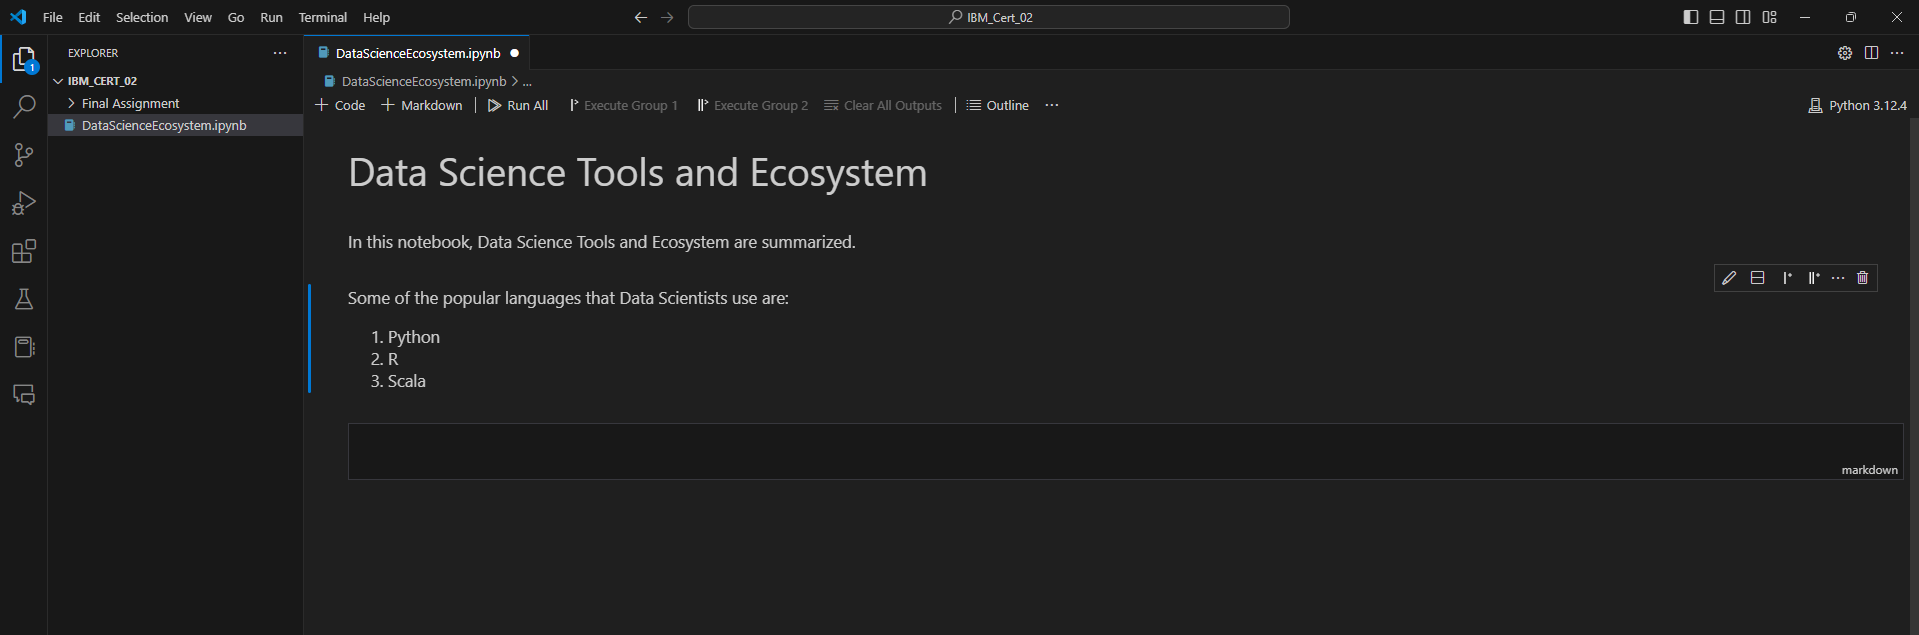 File Edit Selection View Go Run Terminal Help
IBM_Cert_02
EXPLORER
IBM_CERT_02
Final Assignment
DataScienceEcosystem.ipynb
1
DataScienceEcosystem.ipynb
DataScienceEcosystem.ipynb > ...
Code Markdown Run All Execute Group 1 Execute Group 2 Clear All Outputs Outline ...
Python 3.12.4
Data Science Tools and Ecosystem
In this notebook, Data Science Tools and Ecosystem are summarized.
Some of the popular languages that Data Scientists use are:
1. Python
2. R
3. Scala
markdown